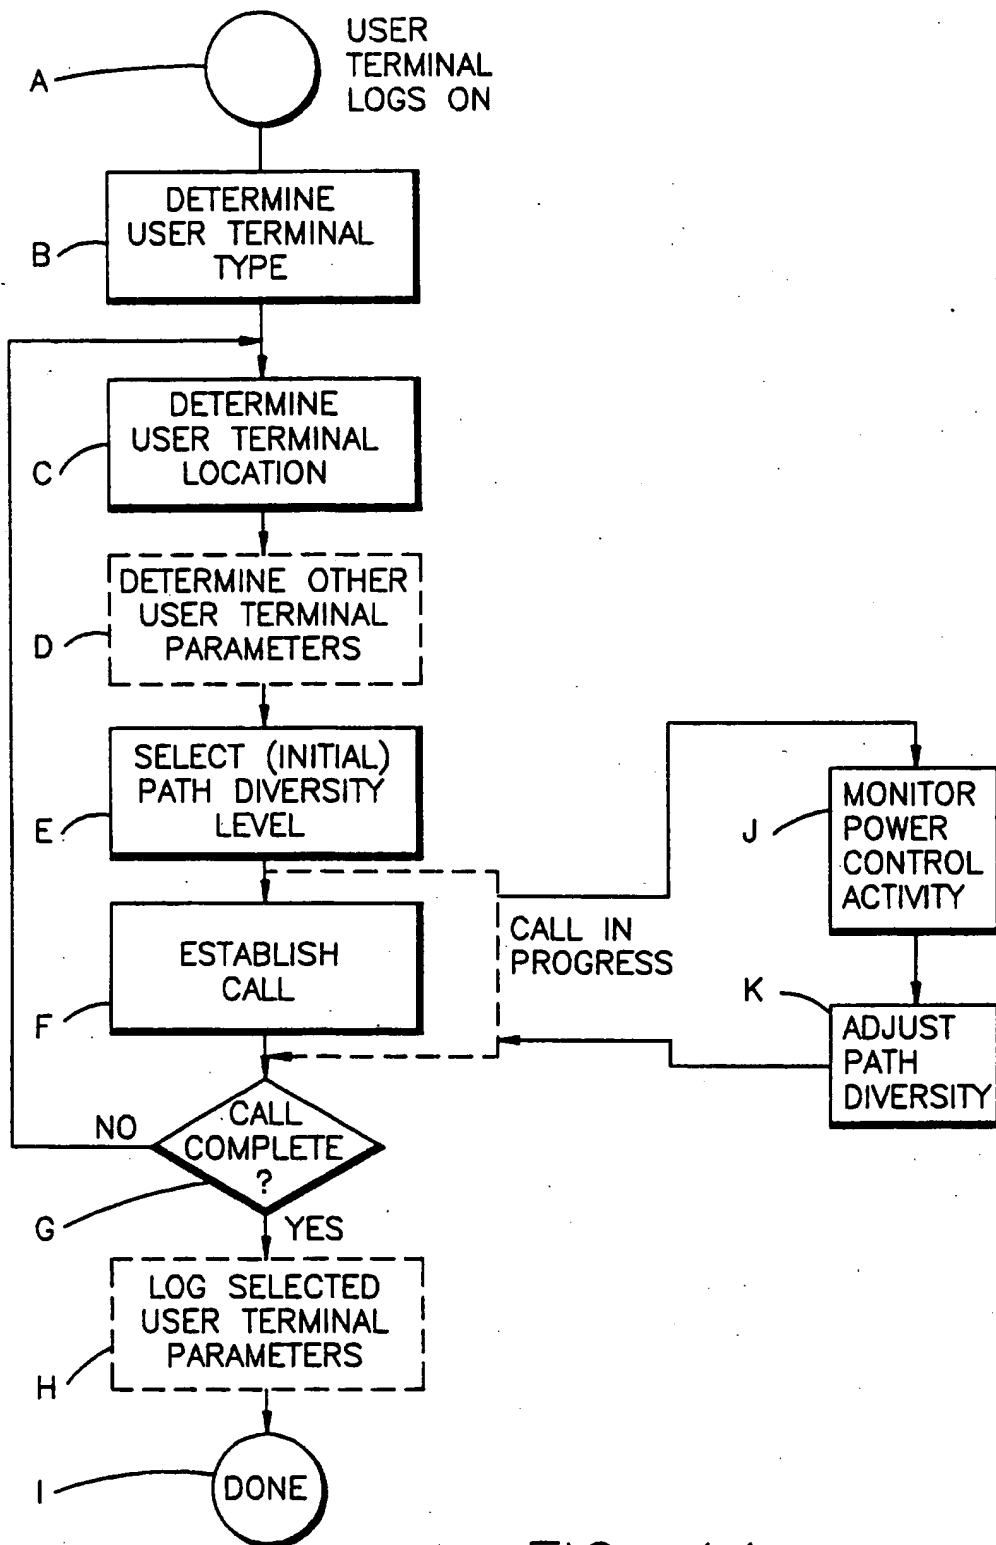 USER
TERMINAL
LOGS ON
A
DETERMINE
USER TERMINAL
TYPE
B
DETERMINE
USER TERMINAL
LOCATION
C
DETERMINE OTHER
USER TERMINAL
PARAMETERS
D
SELECT (INITIAL)
PATH DIVERSITY
LEVEL
E
MONITOR
POWER
CONTROL
ACTIVITY
J
ESTABLISH
CALL
F
CALL IN
PROGRESS
K
ADJUST
PATH
DIVERSITY
NO
CALL
COMPLETE
?
G
YES
LOG SELECTED
USER TERMINAL
PARAMETERS
H
I
DONE